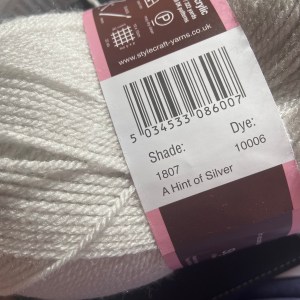 www.stylecraft-yarns.co.uk
5 034533 086007
Shade: Dye:
1807 10006
A Hint of Silver